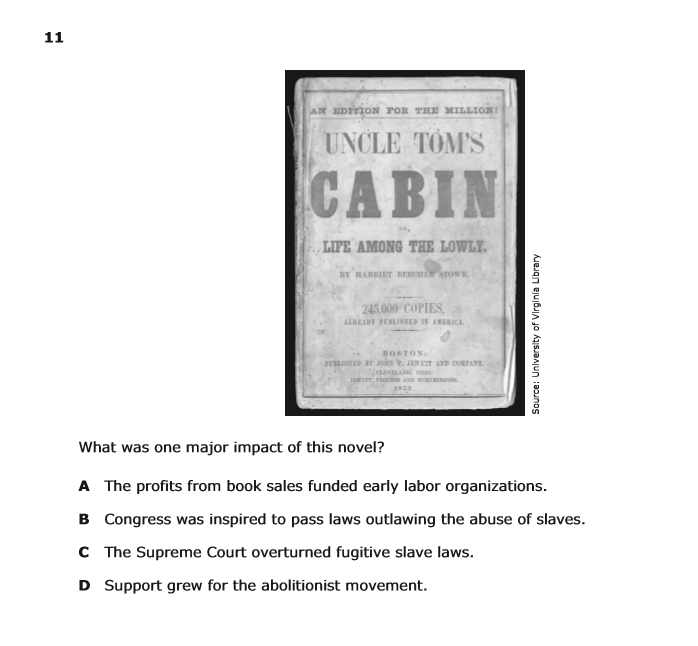 11
AN EDITION FOR THE MILLION!
UNCLE TOM'S
CABIN
OR,
LIFE AMONG THE LOWLY.
BY HARRIET BEECHER STOWE.
245,000 COPIES,
ALREADY PUBLISHED IN AMERICA.
BOSTON:
PUBLISHED BY JOHN P. JEWETT AND COMPANY.
CLEVELAND, OHIO:
JEWETT, PROCTOR AND WORTHINGTON.
Source: University of Virginia Library
What was one major impact of this novel?
A The profits from book sales funded early labor organizations.
B Congress was inspired to pass laws outlawing the abuse of slaves.
C The Supreme Court overturned fugitive slave laws.
D Support grew for the abolitionist movement.